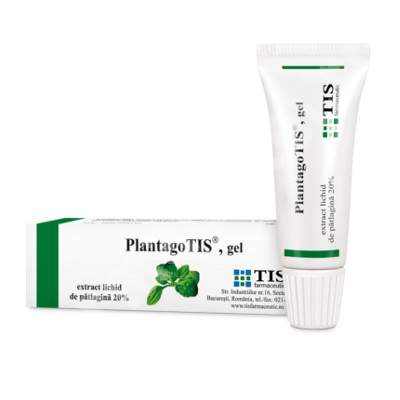 PlantagoTIS®, gel
extract lichid
de pătlagină 20%
TIS
farmaceutic
Str. Industriilor nr.16, Secto
București, România, tel./fax: 021
www.tisfarmaceutic.ro
PlantagoTIS®, gel
extract lichid
de pătlagină 20%
TIS
farmaceutic